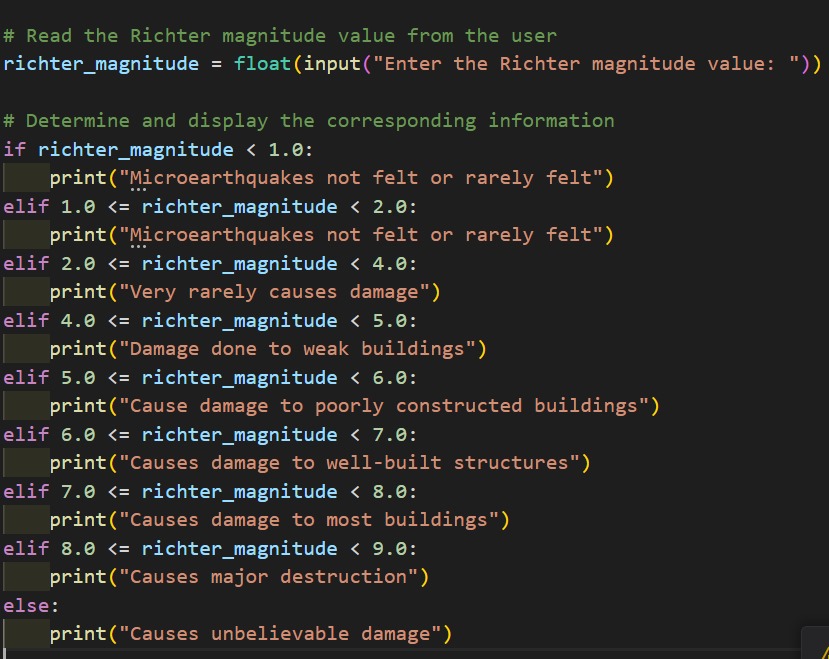 # Read the Richter magnitude value from the user
richter_magnitude = float(input("Enter the Richter magnitude value: "))
# Determine and display the corresponding information
if richter_magnitude < 1.0:
    print("Microearthquakes not felt or rarely felt")
elif 1.0 <= richter_magnitude < 2.0:
    print("Microearthquakes not felt or rarely felt")
elif 2.0 <= richter_magnitude < 4.0:
    print("Very rarely causes damage")
elif 4.0 <= richter_magnitude < 5.0:
    print("Damage done to weak buildings")
elif 5.0 <= richter_magnitude < 6.0:
    print("Cause damage to poorly constructed buildings")
elif 6.0 <= richter_magnitude < 7.0:
    print("Causes damage to well-built structures")
elif 7.0 <= richter_magnitude < 8.0:
    print("Causes damage to most buildings")
elif 8.0 <= richter_magnitude < 9.0:
    print("Causes major destruction")
else:
    print("Causes unbelievable damage")